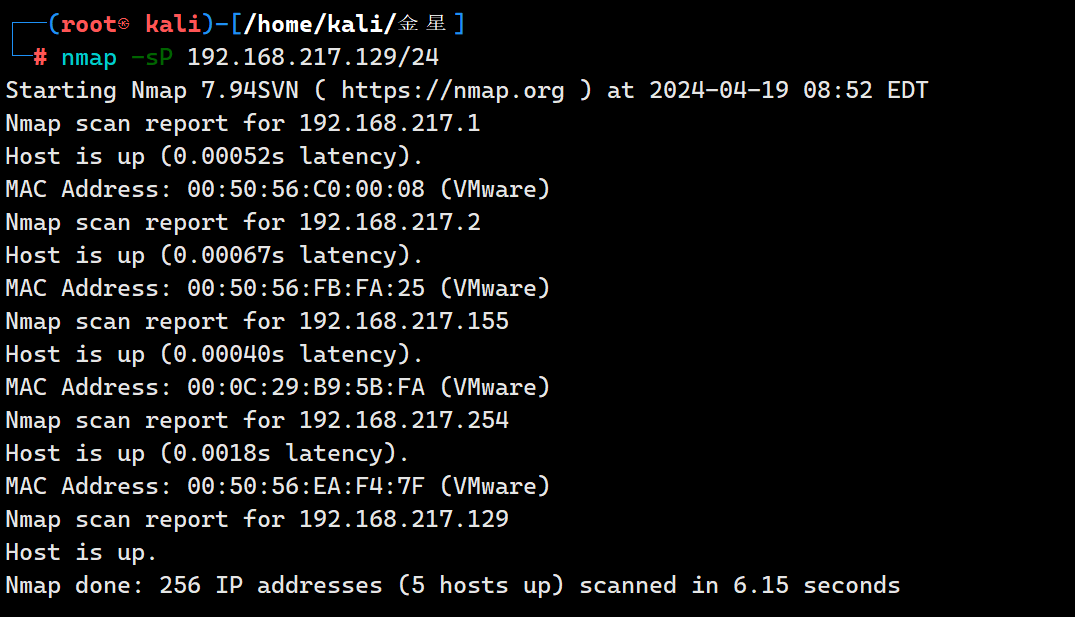 ┌──(root㉿kali)-[/home/kali/金星]
└─# nmap -sP 192.168.217.129/24
Starting Nmap 7.94SVN ( https://nmap.org ) at 2024-04-19 08:52 EDT
Nmap scan report for 192.168.217.1
Host is up (0.00052s latency).
MAC Address: 00:50:56:C0:00:08 (VMware)
Nmap scan report for 192.168.217.2
Host is up (0.00067s latency).
MAC Address: 00:50:56:FB:FA:25 (VMware)
Nmap scan report for 192.168.217.155
Host is up (0.00040s latency).
MAC Address: 00:0C:29:B9:5B:FA (VMware)
Nmap scan report for 192.168.217.254
Host is up (0.0018s latency).
MAC Address: 00:50:56:EA:F4:7F (VMware)
Nmap scan report for 192.168.217.129
Host is up.
Nmap done: 256 IP addresses (5 hosts up) scanned in 6.15 seconds